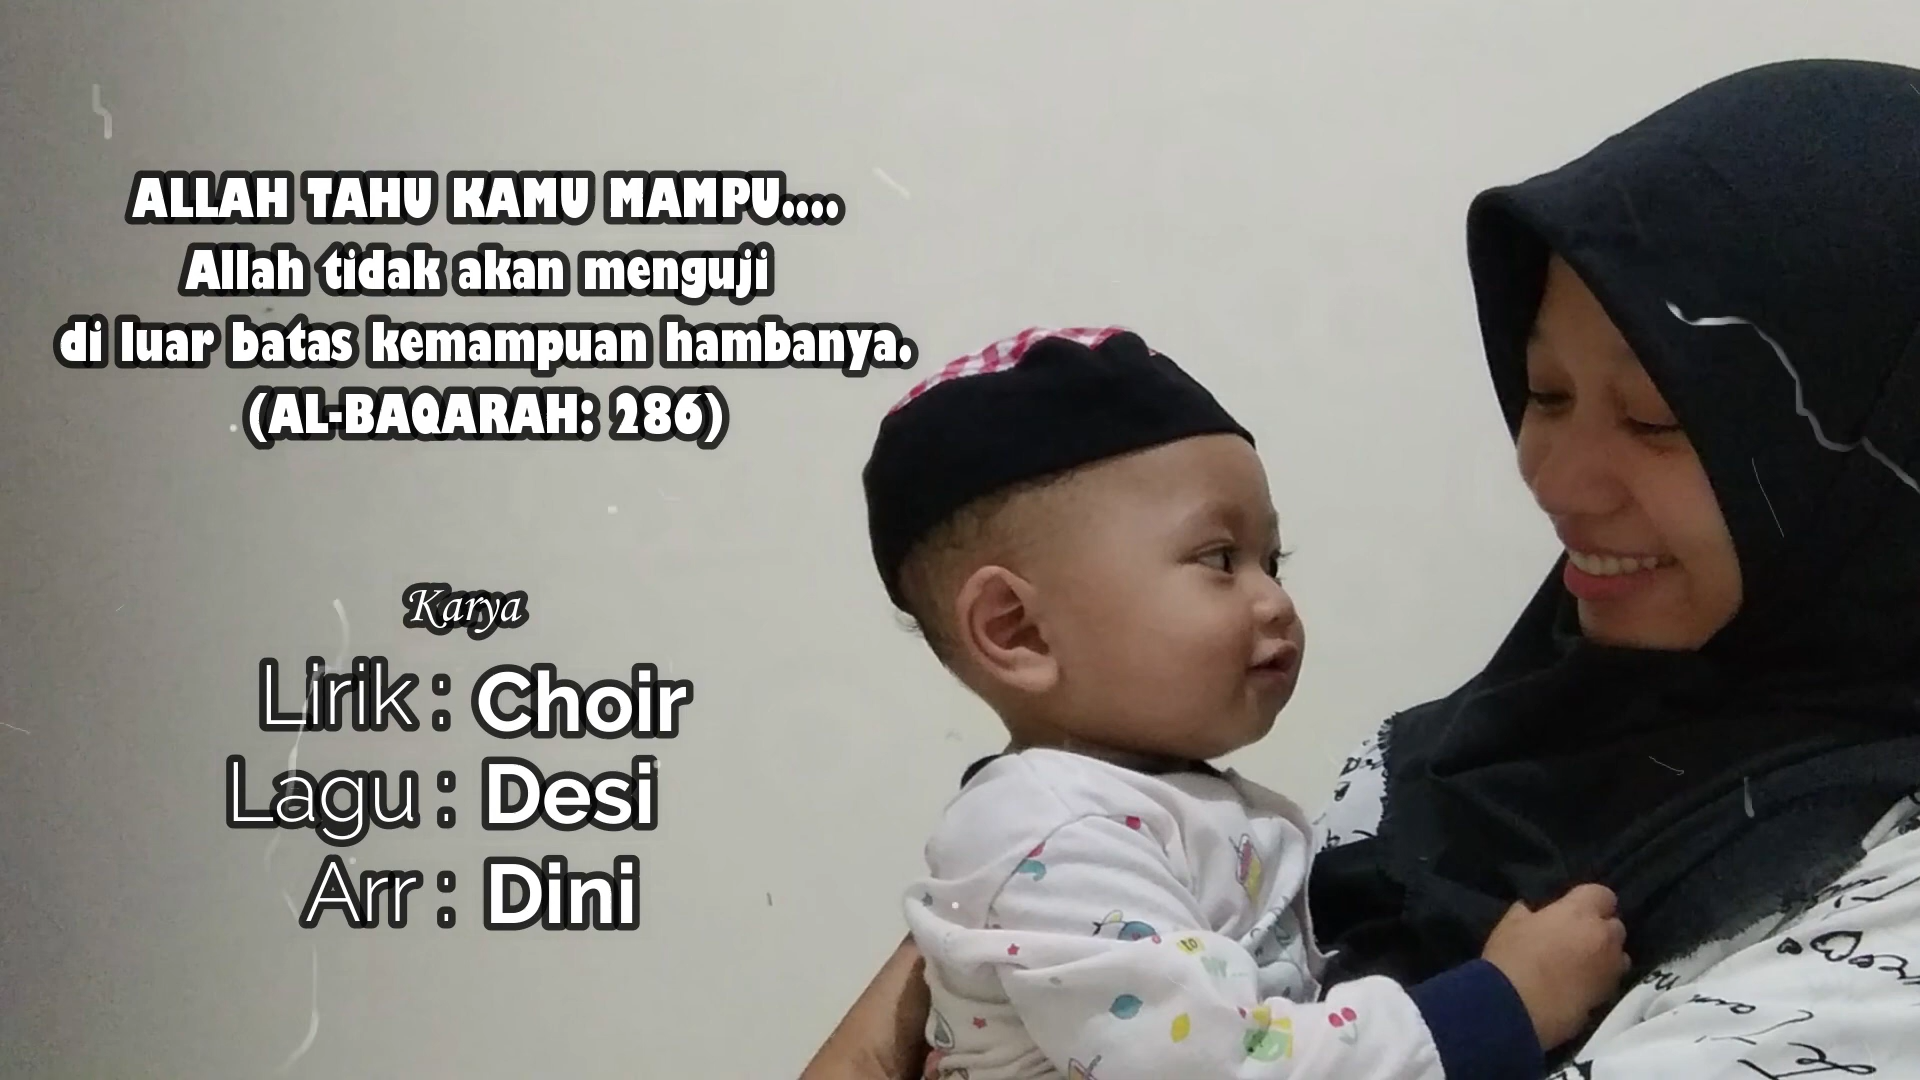 ALLAH TAHU KAMU MAMPU....
Allah tidak akan menguji
di luar batas kemampuan hambanya.
(AL-BAQARAH: 286)
Karya
Lirik : Choir
Lagu : Desi
Arr : Dini
to